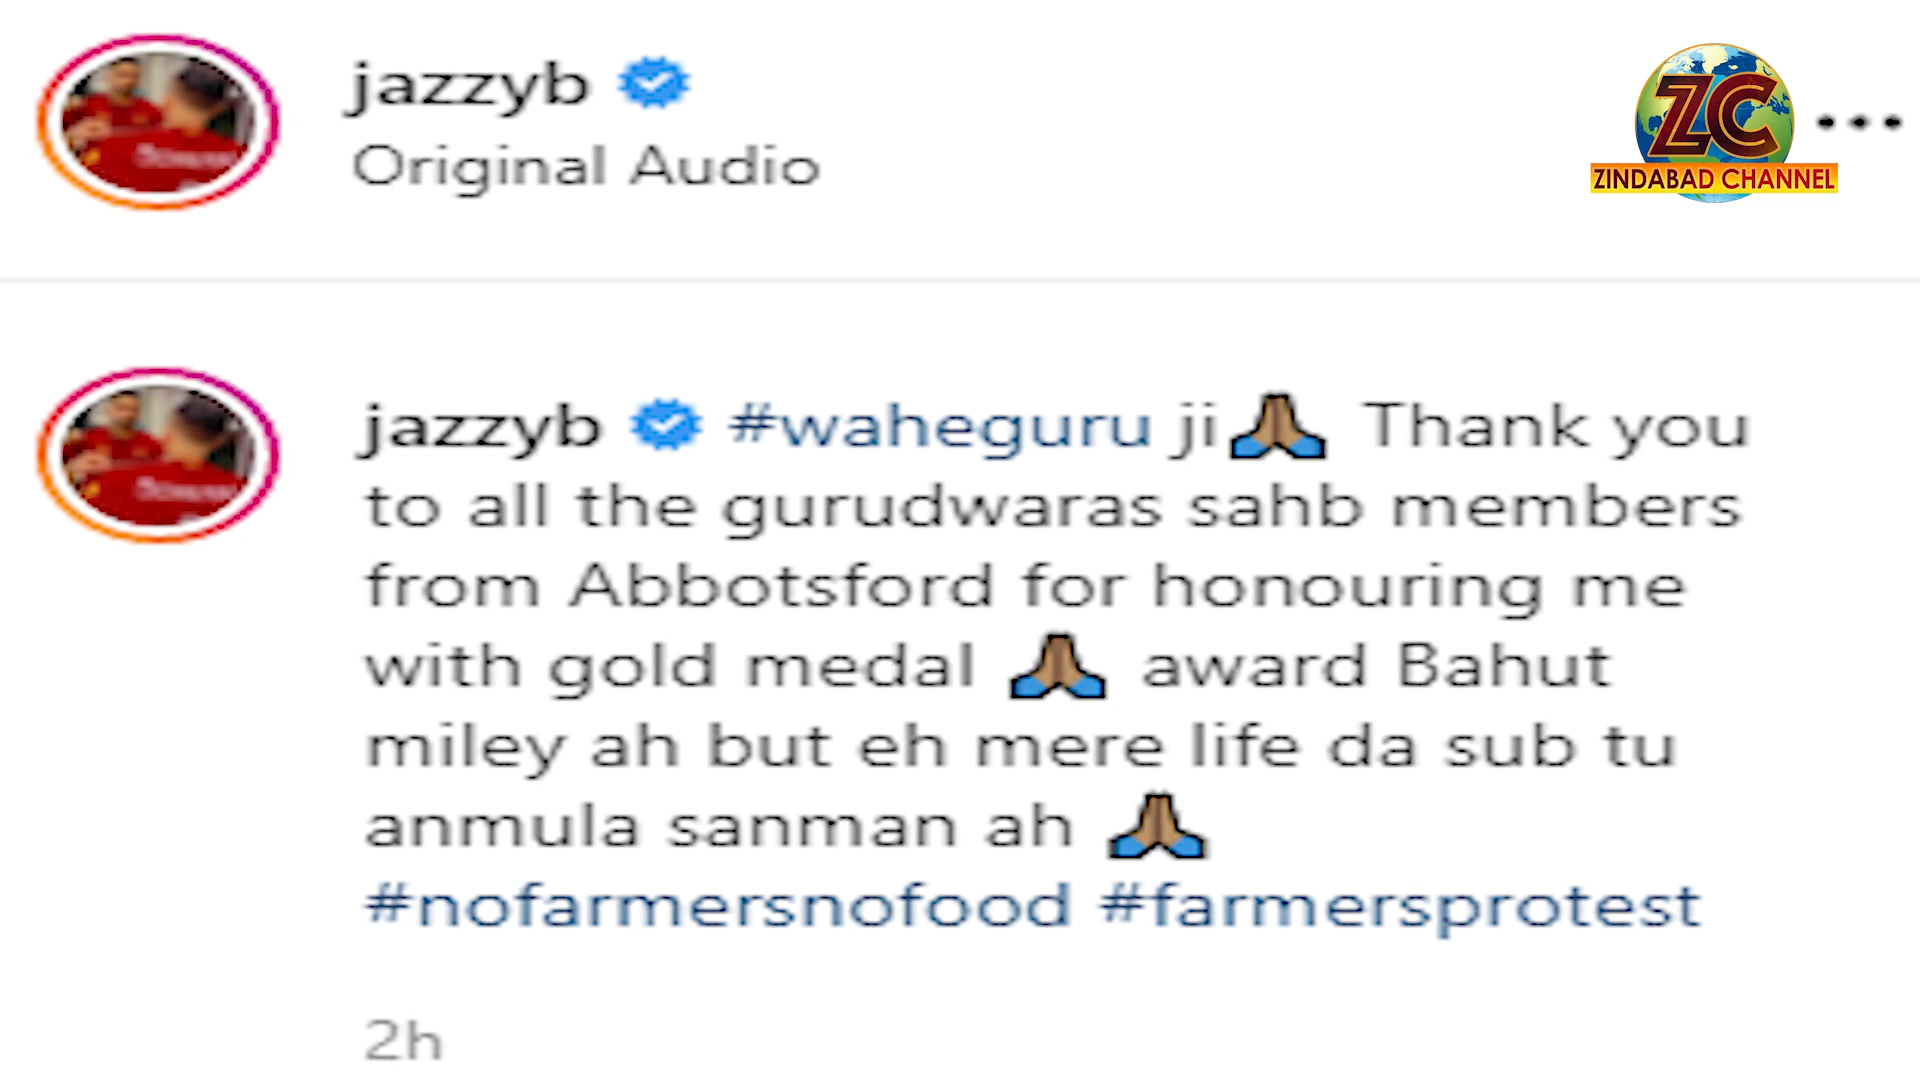 jazzyb
Original Audio
ZC
ZINDABAD CHANNEL
jazzyb #waheguru ji🙏🏽 Thank you
to all the gurudwaras sahb members
from Abbotsford for honouring me
with gold medal 🙏🏽 award Bahut
miley ah but eh mere life da sub tu
anmula sanman ah 🙏🏽
#nofarmersnofood #farmersprotest
2h